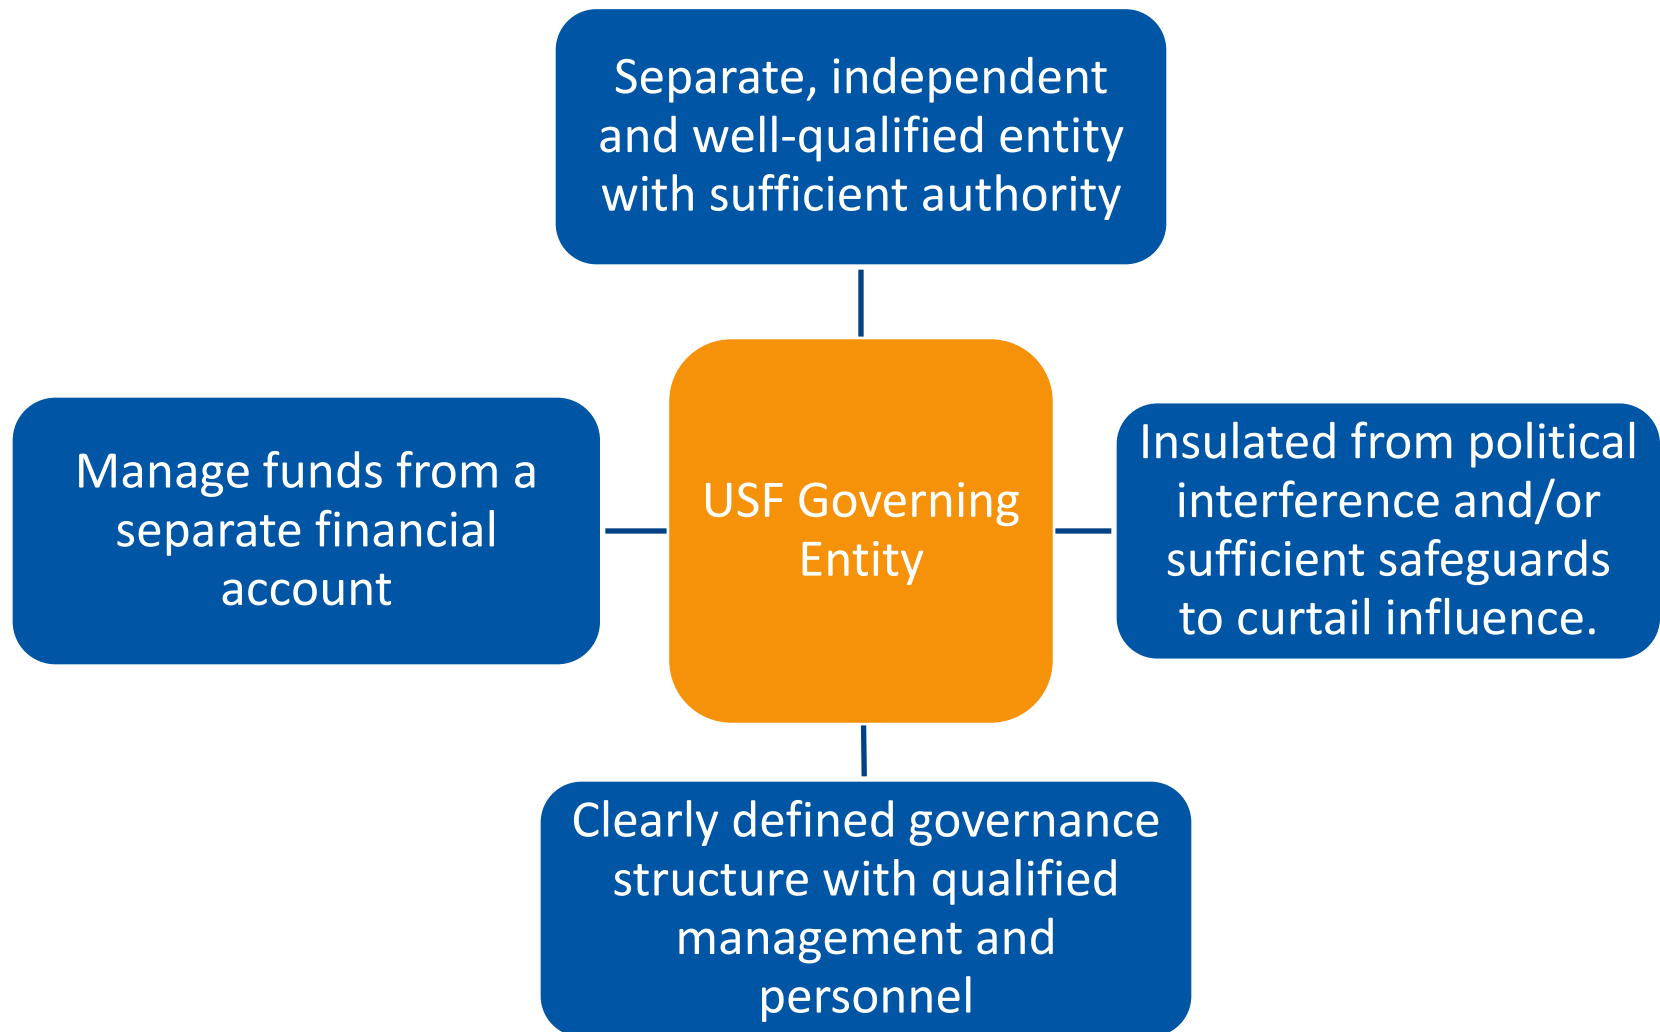 Separate, independent
and well-qualified entity
with sufficient authority
Manage funds from a
separate financial
account
USF Governing
Entity
Insulated from political
interference and/or
sufficient safeguards
to curtail influence.
Clearly defined governance
structure with qualified
management and
personnel